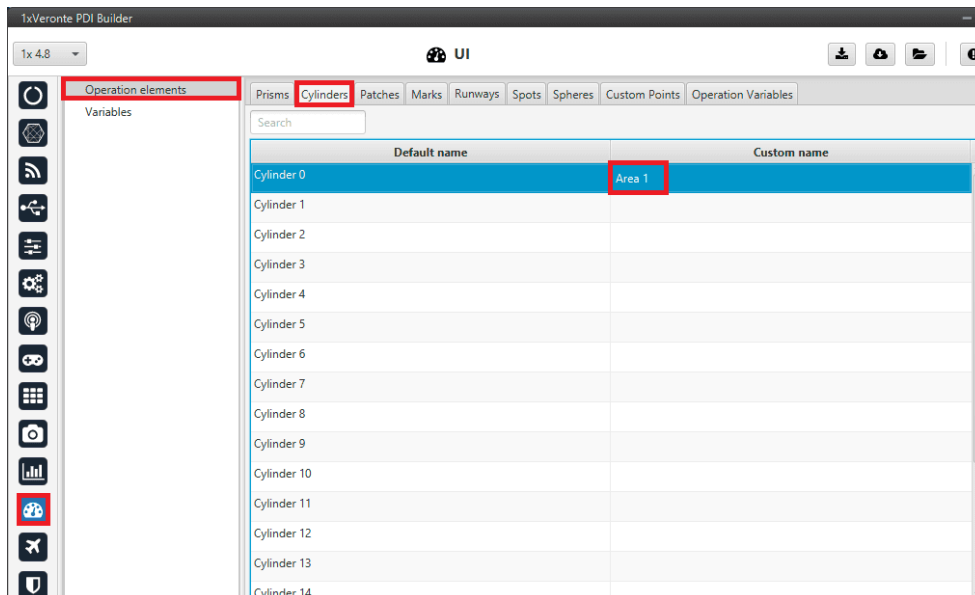 1xVeronte PDI Builder
1x 4.8
UI
Operation elements
Variables
Prisms Cylinders Patches Marks Runways Spots Spheres Custom Points Operation Variables
Search
Default name Custom name
Cylinder 0 Area 1
Cylinder 1
Cylinder 2
Cylinder 3
Cylinder 4
Cylinder 5
Cylinder 6
Cylinder 7
Cylinder 8
Cylinder 9
Cylinder 10
Cylinder 11
Cylinder 12
Cylinder 13
Cylinder 14